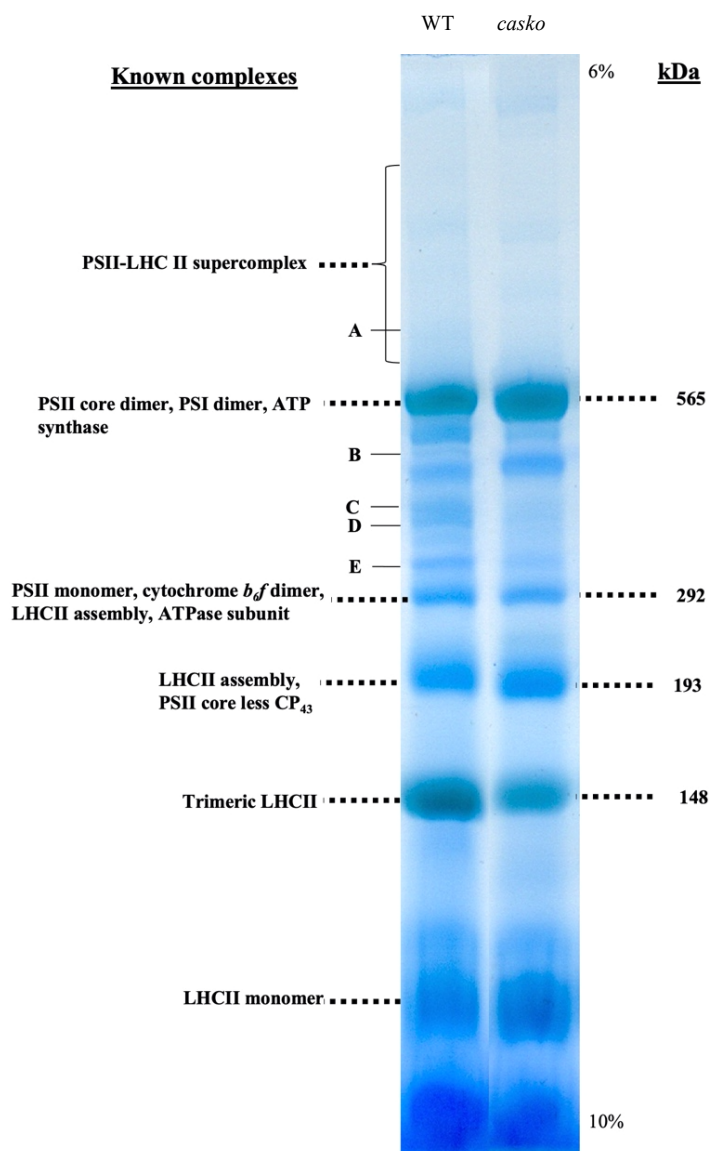 WT casko
Known complexes 6% kDa
PSII-LHC II supercomplex
A
PSII core dimer, PSI dimer, ATP
synthase
565
B
C
D
E
PSII monomer, cytochrome b6f dimer,
LHCII assembly, ATPase subunit
292
LHCII assembly,
PSII core less CP43
193
Trimeric LHCII 148
LHCII monomer
10%